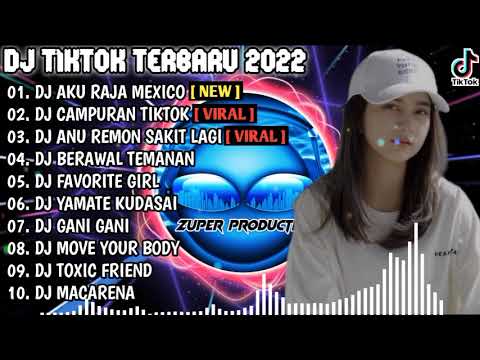 DJ TIKTOK TERBARU 2022
TikTok
01. DJ AKU RAJA MEXICO [ NEW ]
02. DJ CAMPURAN TIKTOK [ VIRAL ]
03. DJ ANU REMON SAKIT LAGI [ VIRAL ]
04. DJ BERAWAL TEMANAN
05. DJ FAVORITE GIRL
06. DJ YAMATE KUDASAI
07. DJ GANI GANI
08. DJ MOVE YOUR BODY
09. DJ TOXIC FRIEND
10. DJ MACARENA
ZUPER PRODUCTI